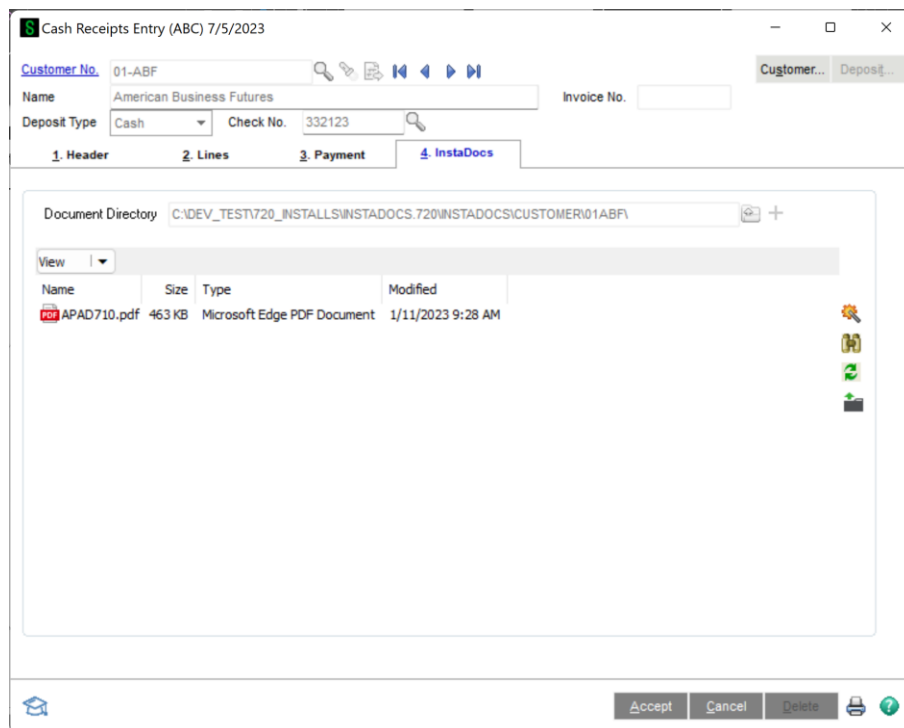 S Cash Receipts Entry (ABC) 7/5/2023
Customer No. 01-ABF Customer... Deposit...
Name American Business Futures Invoice No.
Deposit Type Cash Check No. 332123
1. Header 2. Lines 3. Payment 4. InstaDocs
Document Directory C:\DEV_TEST\720_INSTALLS\INSTADOCS.720\INSTADOCS\CUSTOMER\01ABF\
View
Name Size Type Modified
PDF APAD710.pdf 463 KB Microsoft Edge PDF Document 1/11/2023 9:28 AM
Accept Cancel Delete ?